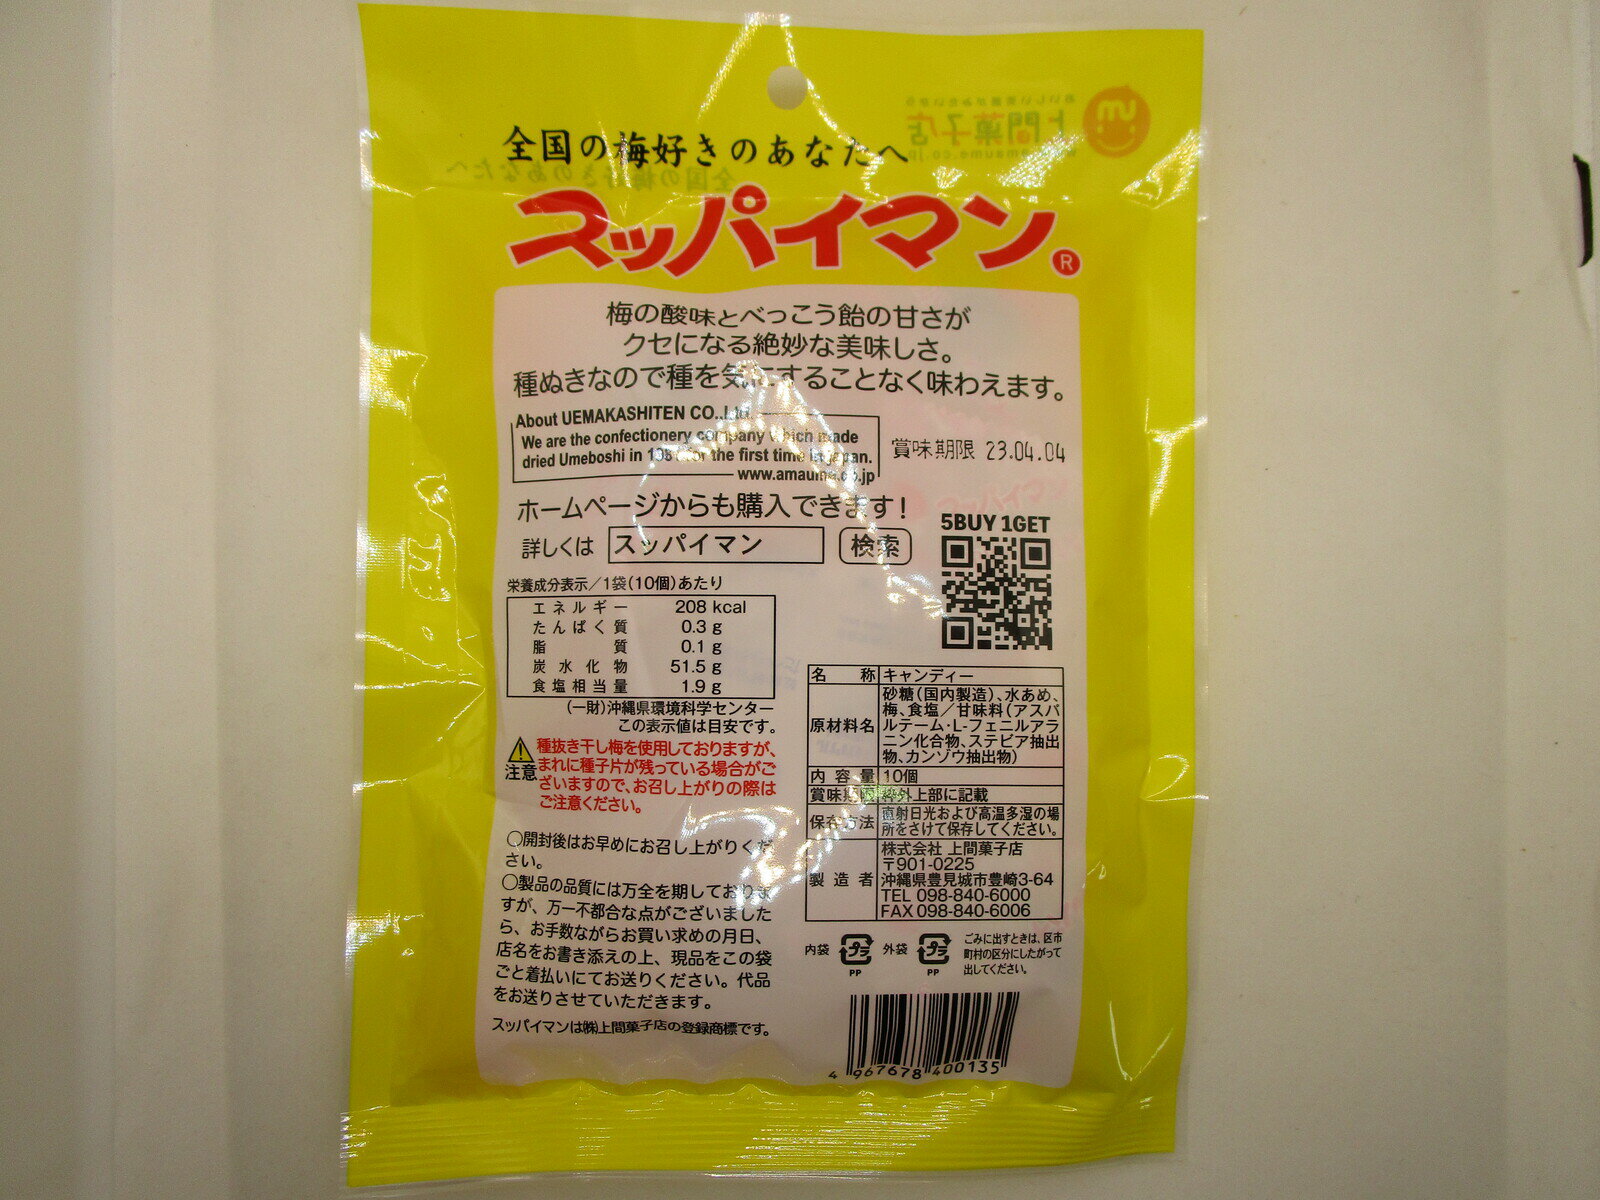 全国の梅好きのあなたへ
スッパイマン®
梅の酸味とべっこう飴の甘さが
クセになる絶妙な美味しさ。
種ぬきなので種を気にすることなく味わえます。
About UEMAKASHITEN CO.,Ltd.
We are the confectionery company which made
dried Umeboshi in for the first time in japan.
www.amaume.co.jp
賞味期限 23.04.04
ホームページからも購入できます!
詳しくは スッパイマン 検索
5BUY 1GET
栄養成分表示/1袋(10個)あたり
エネルギー 208 kcal
たんぱく質 0.3 g
脂質 0.1 g
炭水化物 51.5 g
食塩相当量 1.9 g
(一財)沖縄県環境科学センター
この表示値は目安です。
注意
種抜き干し梅を使用しておりますが、
まれに種子片が残っている場合がご
ざいますので、お召し上がりの際は
ご注意ください。
○開封後はお早めにお召し上がりくだ
さい。
○製品の品質には万全を期しておりま
すが、万一不都合な点がございました
ら、お手数ながらお買い求めの月日、
店名をお書き添えの上、現品をこの袋
ごと着払いにてお送りください。代品
をお送りさせていただきます。
スッパイマンは㈱上間菓子店の登録商標です。
名称 キャンディー
原材料名 砂糖(国内製造)、水あめ、
梅、食塩/甘味料(アスパ
ルテーム・L-フェニルアラ
ニン化合物、ステビア抽出
物、カンゾウ抽出物)
内容量 10個
賞味期限 枠外上部に記載
保存方法 直射日光および高温多湿の場
所をさけて保存してください。
製造者 株式会社 上間菓子店
〒901-0225
沖縄県豊見城市豊崎3-64
TEL 098-840-6000
FAX 098-840-6006
内袋 プラ PP 外袋 プラ PP
ごみに出すときは、区市
町村の区分にしたがって
出してください。
4 967678 400135